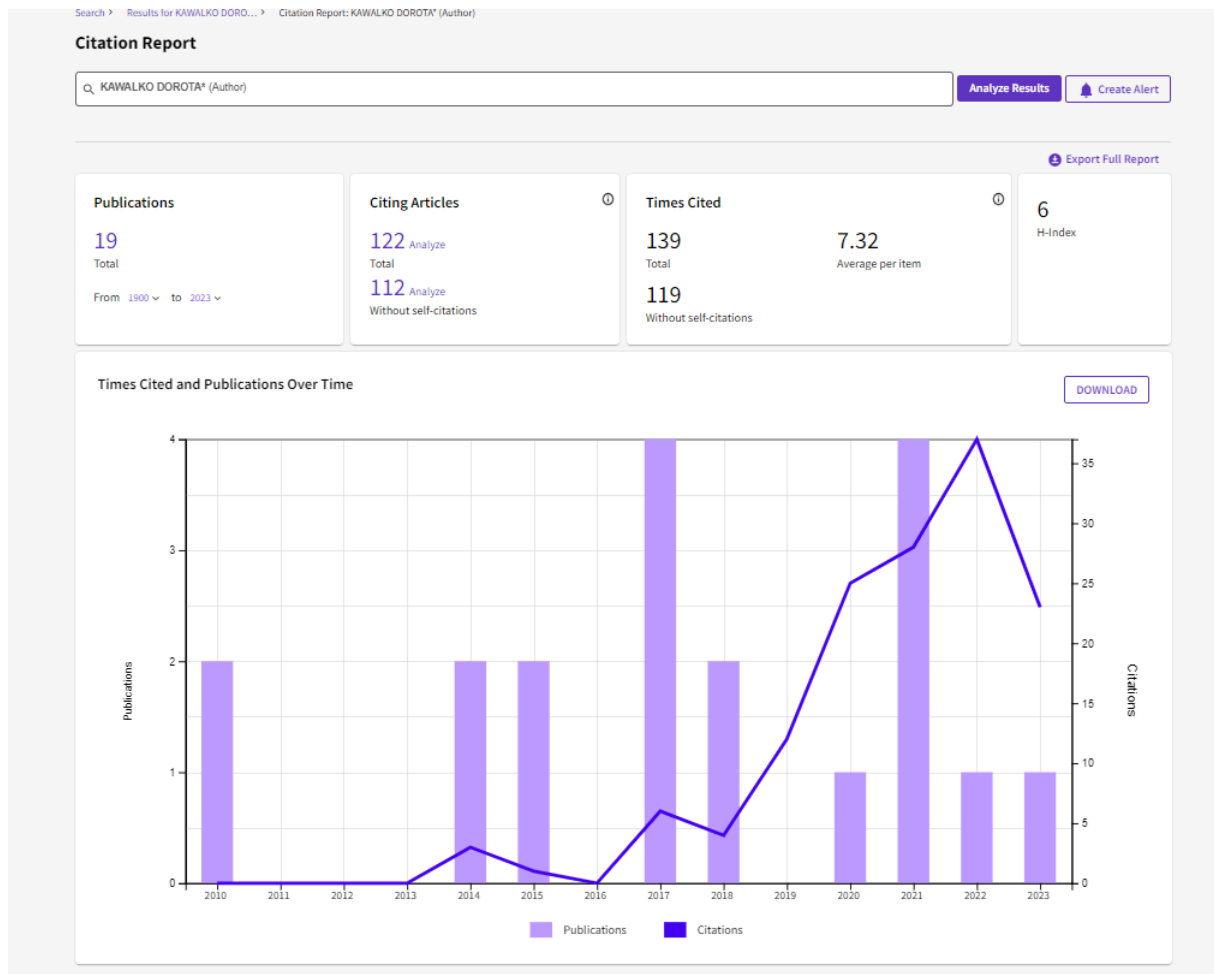 Search > Results for KAWALKO DORO... > Citation Report: KAWALKO DOROTA* (Author)
Citation Report
KAWALKO DOROTA* (Author)
Analyze Results
Create Alert
Export Full Report
Publications
19
Total
From 1900 to 2023
Citing Articles
122 Analyze
Total
112 Analyze
Without self-citations
Times Cited
139
Total
7.32
Average per item
119
Without self-citations
6
H-Index
Times Cited and Publications Over Time
DOWNLOAD
4
3
2
1
0
Publications
35
30
25
20
15
10
5
0
Citations
2010 2011 2012 2013 2014 2015 2016 2017 2018 2019 2020 2021 2022 2023
Publications Citations